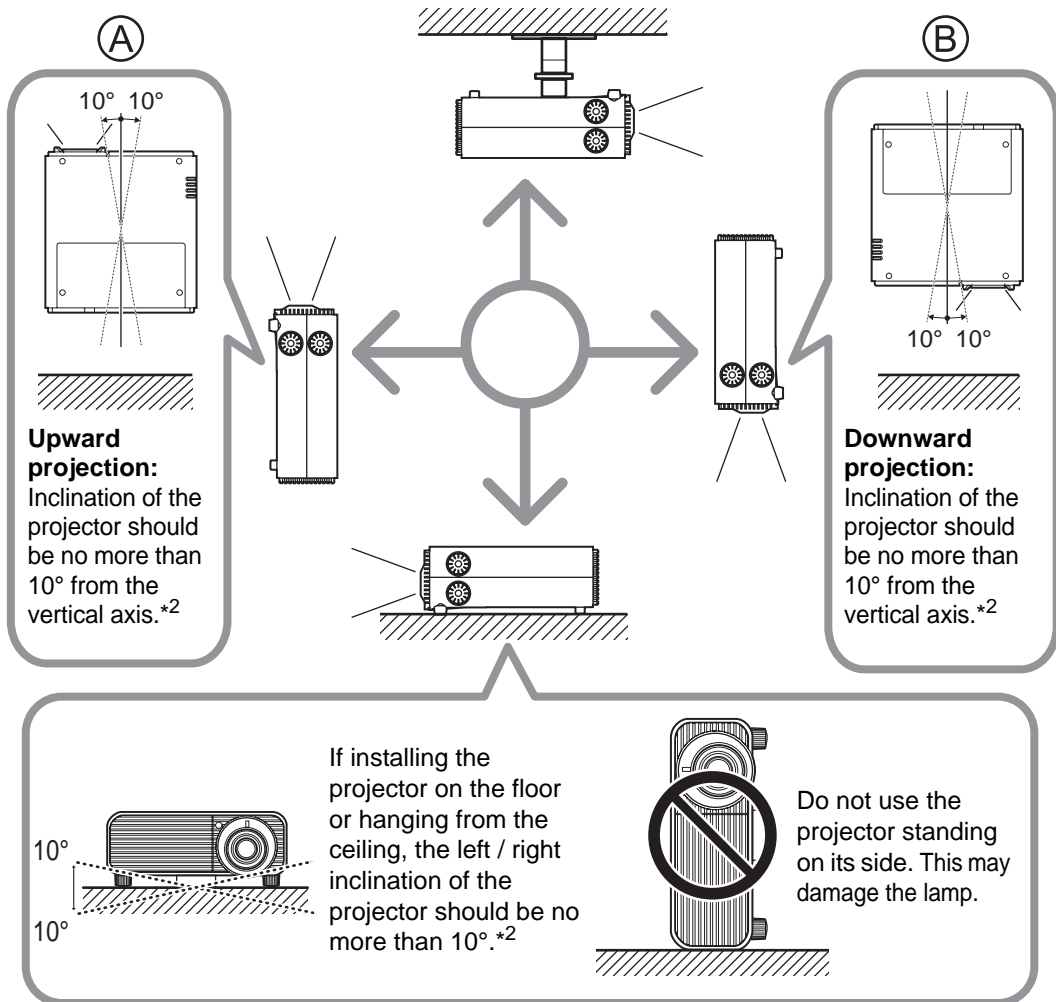 A
B
10° 10°
10° 10°
Upward
projection:
Inclination of the
projector should
be no more than
10° from the
vertical axis.*2
Downward
projection:
Inclination of the
projector should
be no more than
10° from the
vertical axis.*2
10°
10°
If installing the
projector on the floor
or hanging from the
ceiling, the left / right
inclination of the
projector should be no
more than 10°.*2
Do not use the
projector standing
on its side. This may
damage the lamp.